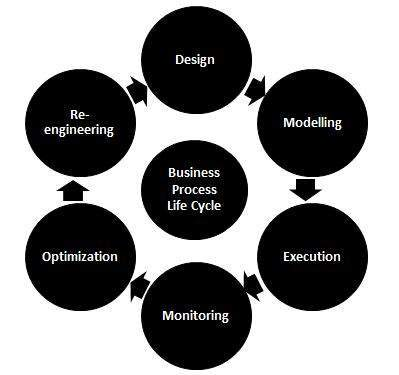 Design
Modelling
Execution
Monitoring
Optimization
Re-
engineering
Business
Process
Life Cycle